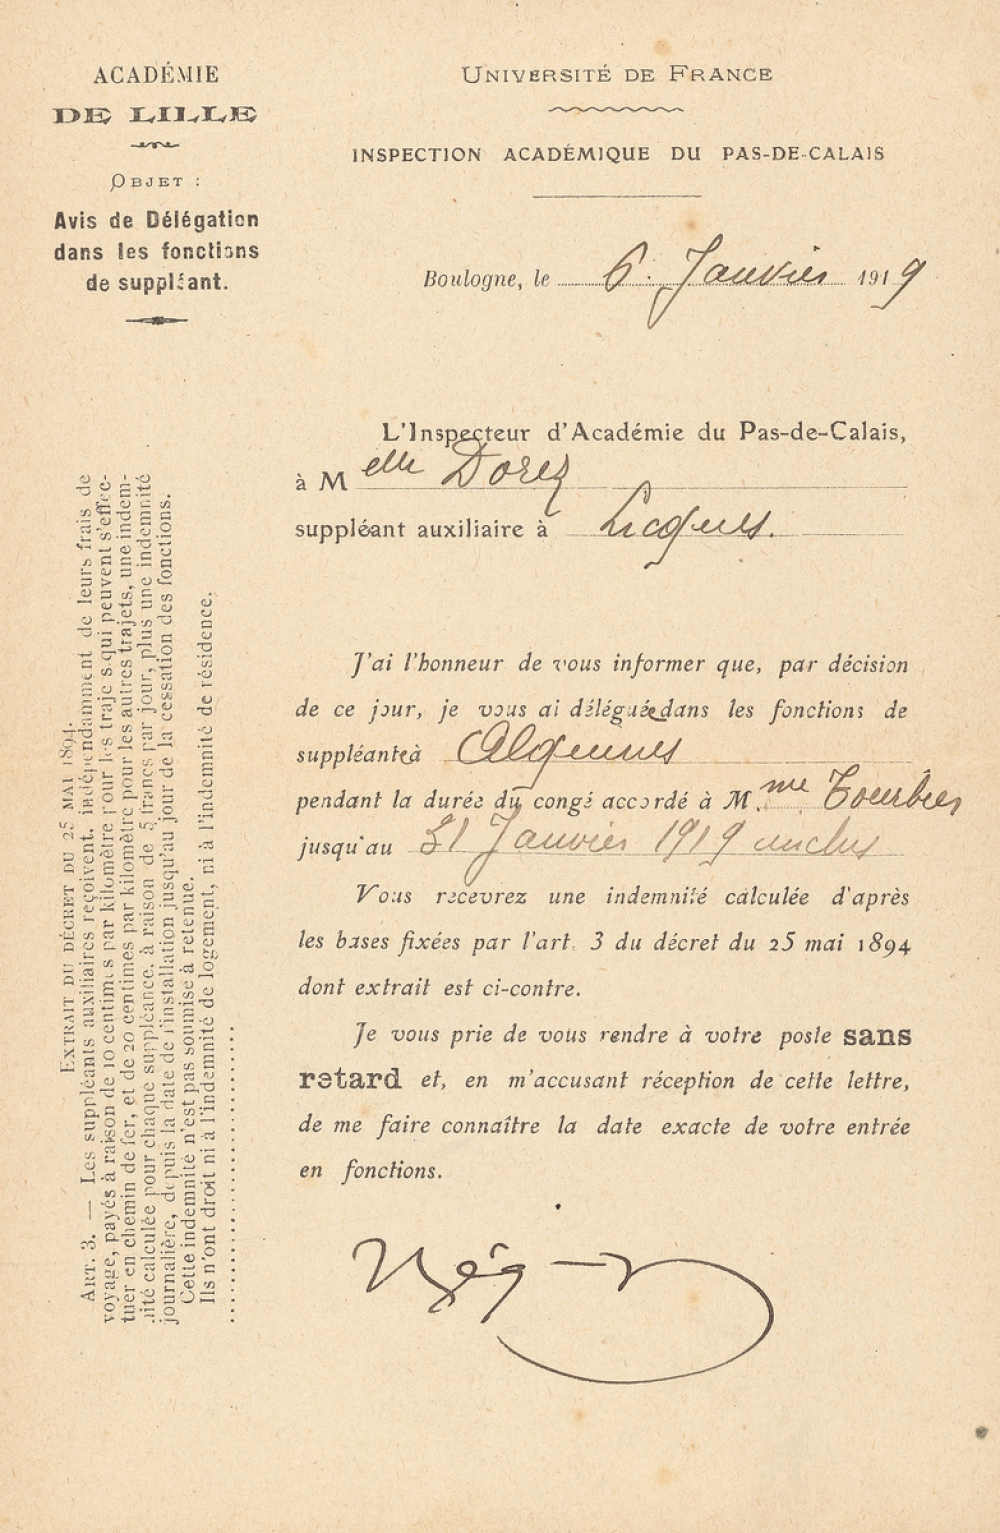 ACADÉMIE
DE LILLE
OBJET :
Avis de Délégation
dans les fonctions
de suppléant.
UNIVERSITÉ DE FRANCE
INSPECTION ACADÉMIQUE DU PAS-DE-CALAIS
Boulogne, le 6 Janvier 1919
L'Inspecteur d'Académie du Pas-de-Calais,
à Melle Dorez
suppléant auxiliaire à Licques.
J'ai l'honneur de vous informer que, par décision
de ce jour, je vous ai déléguée dans les fonctions de
suppléante à Alquines
pendant la durée du congé accordé à M.me Tourbier
jusqu'au 31 Janvier 1919 inclus
Vous recevrez une indemnité calculée d'après
les bases fixées par l'art. 3 du décret du 25 mai 1894
dont extrait est ci-contre.
Je vous prie de vous rendre à votre poste sans
retard et, en m'accusant réception de cette lettre,
de me faire connaître la date exacte de votre entrée
en fonctions.
EXTRAIT DU DÉCRET DU 25 MAI 1894.
ART. 3. — Les suppléants auxiliaires reçoivent, indépendamment de leurs frais de
voyage, payés à raison de 10 centimes par kilomètre pour les trajets qui peuvent s'effec-
tuer en chemin de fer, et de 20 centimes par kilomètre pour les autres trajets, une indem-
nité calculée pour chaque suppléance, à raison de 5 francs par jour, plus une indemnité
journalière, depuis la date de l'installation jusqu'au jour de la cessation des fonctions.
Cette indemnité n'est pas soumise à retenue.
Ils n'ont droit ni à l'indemnité de logement, ni à l'indemnité de résidence.